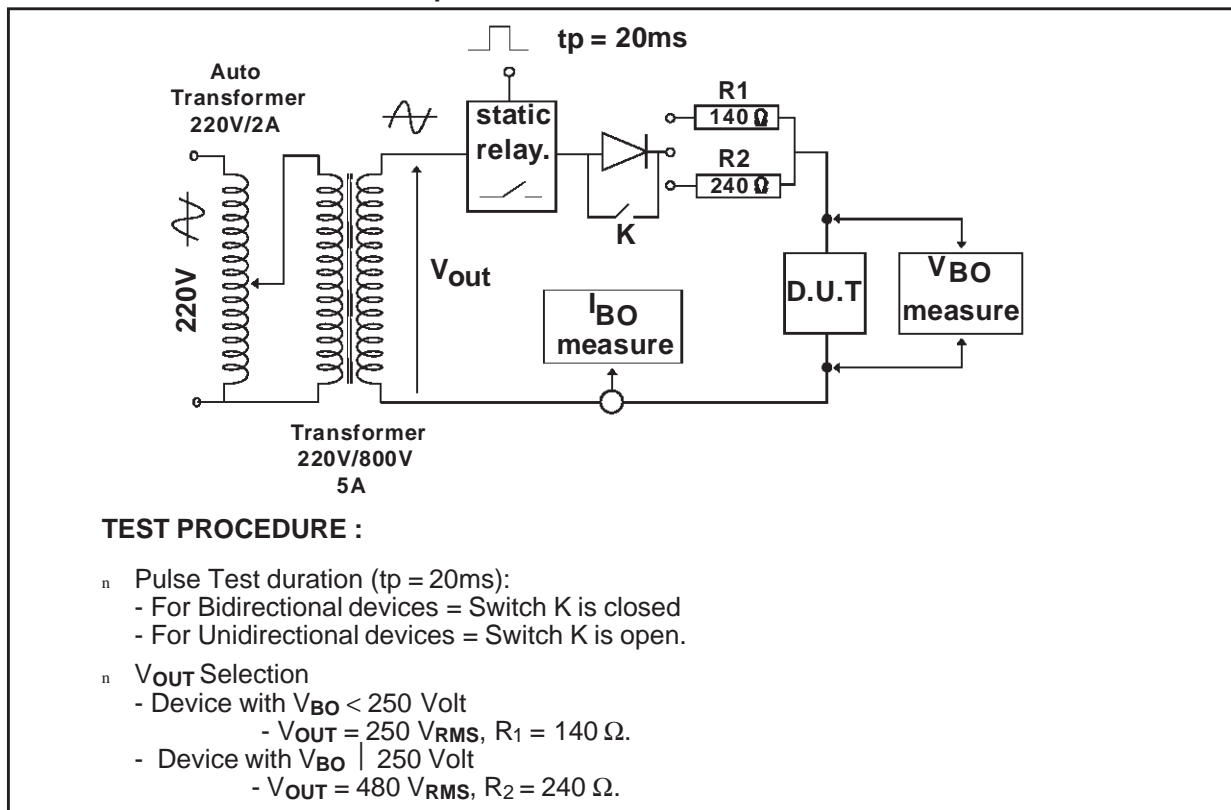 tp = 20ms
Auto
Transformer
220V/2A
static
relay.
R1
140 Ω
R2
240 Ω
K
220V
Vout
IBO
measure
D.U.T
VBO
measure
Transformer
220V/800V
5A
TEST PROCEDURE :
n Pulse Test duration (tp = 20ms):
- For Bidirectional devices = Switch K is closed
- For Unidirectional devices = Switch K is open.
n VOUT Selection
- Device with VBO < 250 Volt
- VOUT = 250 VRMS, R1 = 140 Ω.
- Device with VBO | 250 Volt
- VOUT = 480 VRMS, R2 = 240 Ω.